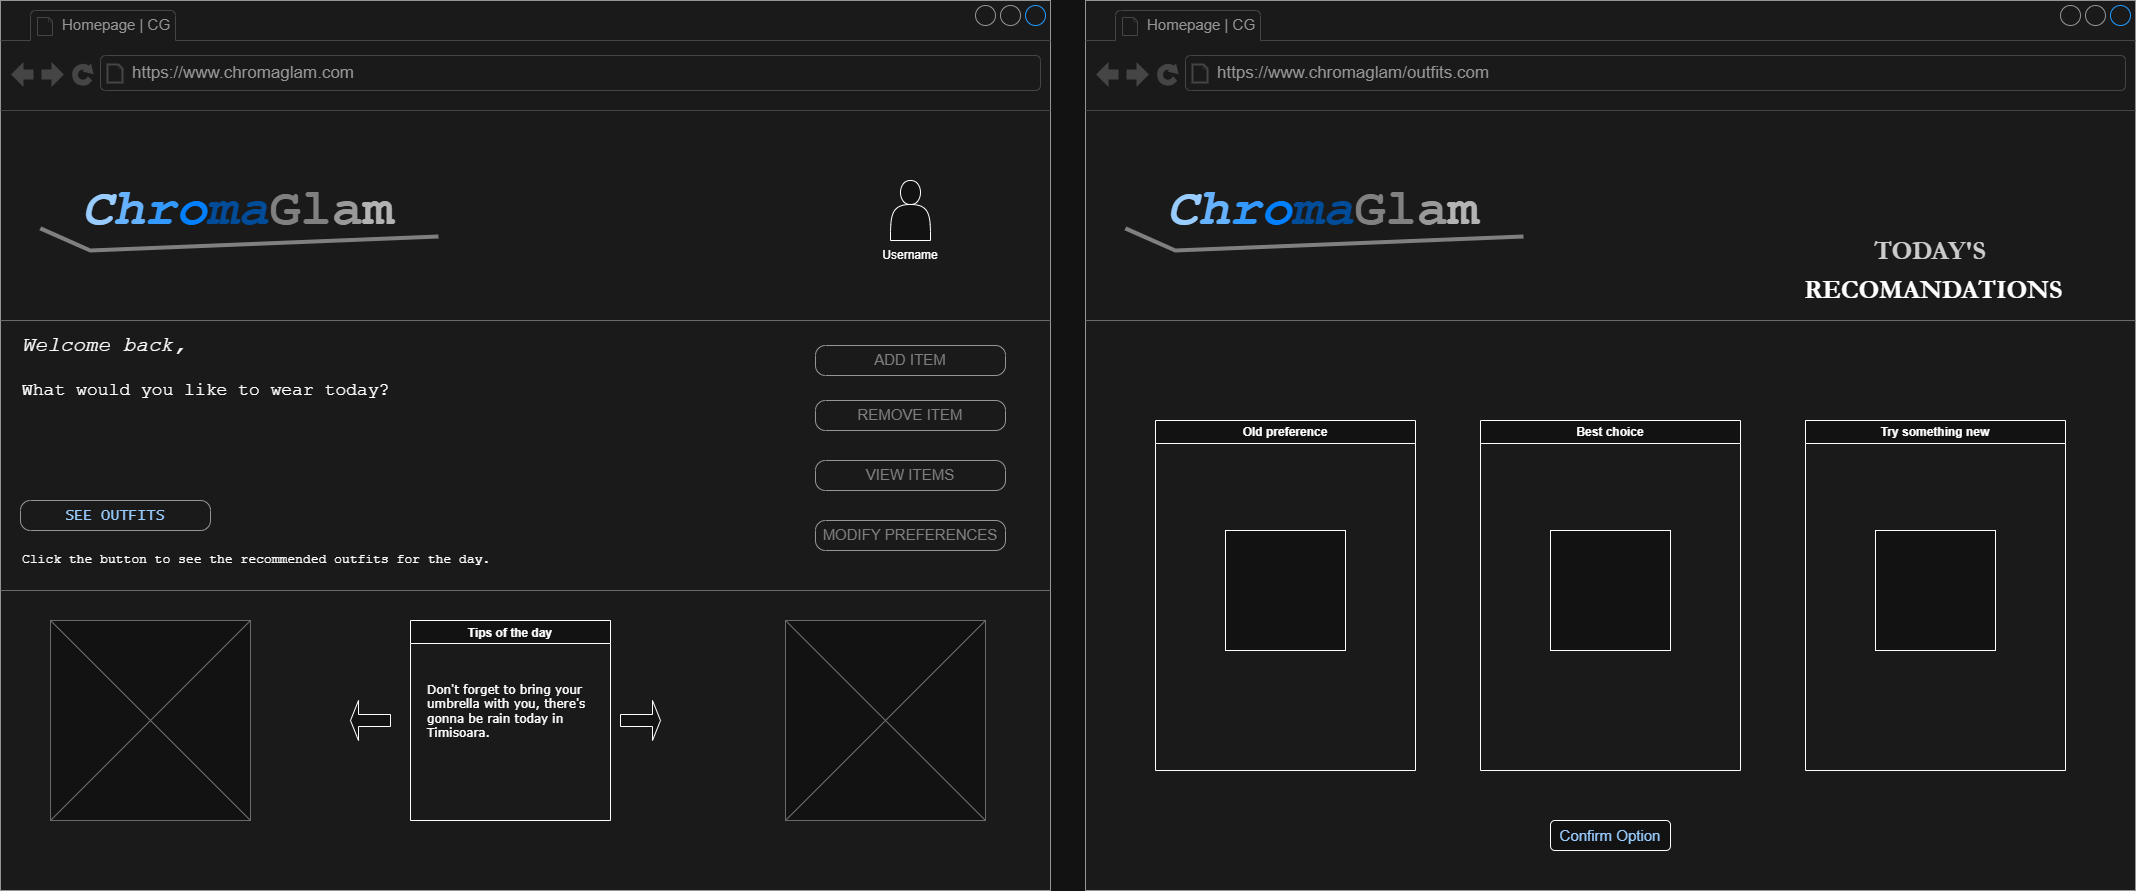 Homepage | CG
https://www.chromaglam.com
ChromaGlam
Username
Welcome back,
What would you like to wear today?
ADD ITEM
REMOVE ITEM
VIEW ITEMS
MODIFY PREFERENCES
SEE OUTFITS
Click the button to see the recommended outfits for the day.
Tips of the day
Don't forget to bring your
umbrella with you, there's
gonna be rain today in
Timisoara.
Homepage | CG
https://www.chromaglam/outfits.com
ChromaGlam
TODAY'S
RECOMANDATIONS
Old preference
Best choice
Try something new
Confirm Option